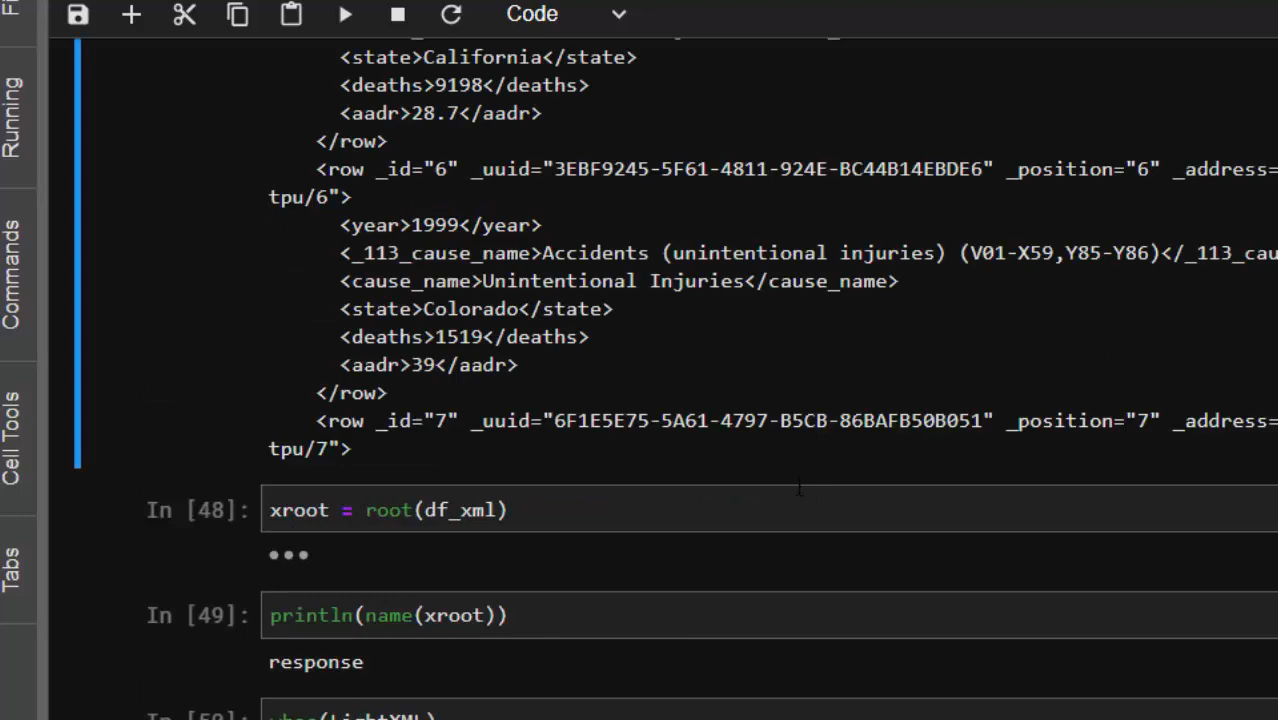 Code
Running
Commands
Cell Tools
Tabs
<state>California</state>
<deaths>9198</deaths>
<aadr>28.7</aadr>
</row>
<row _id="6" _uuid="3EBF9245-5F61-4811-924E-BC44B14EBDE6" _position="6" _address=
tpu/6">
<year>1999</year>
<_113_cause_name>Accidents (unintentional injuries) (V01-X59,Y85-Y86)</_113_cau
<cause_name>Unintentional Injuries</cause_name>
<state>Colorado</state>
<deaths>1519</deaths>
<aadr>39</aadr>
</row>
<row _id="7" _uuid="6F1E5E75-5A61-4797-B5CB-86BAFB50B051" _position="7" _address=
tpu/7">
In [48]: xroot = root(df_xml)
•••
In [49]: println(name(xroot))
response